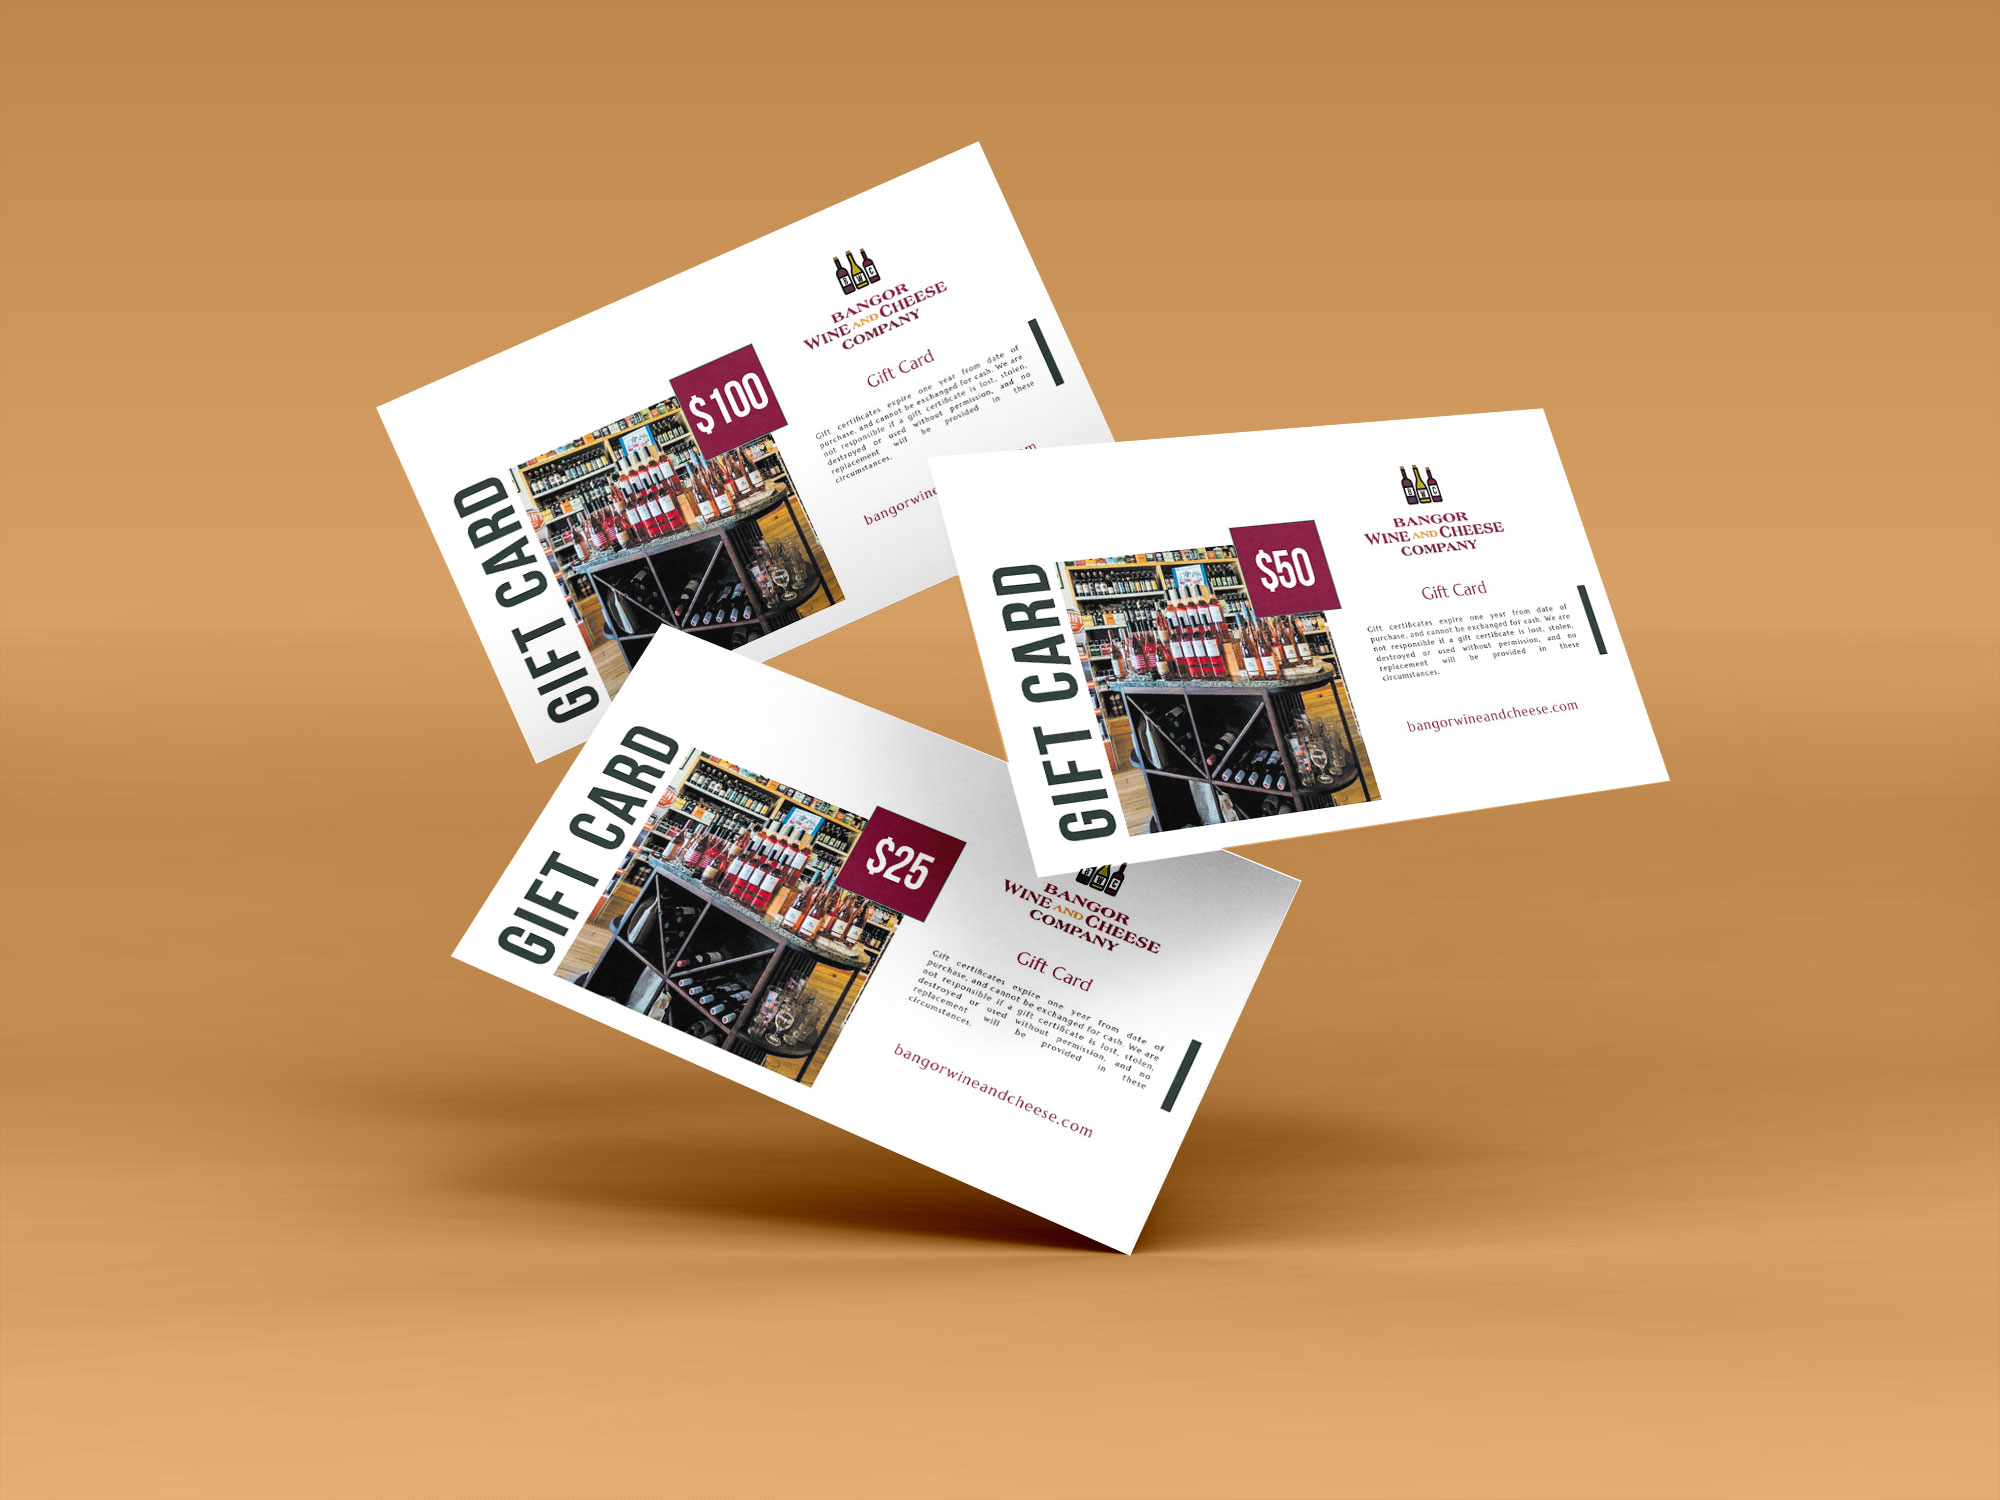 GIFT CARD
$100
B W C
BANGOR
WINE AND CHEESE
COMPANY
Gift Card
Gift certificates expire one year from date of
purchase, and cannot be exchanged for cash. We are
not responsible if a gift certificate is lost, stolen,
destroyed or used without permission, and no
replacement will be provided in these
circumstances.
bangorwine
GIFT CARD
$50
B W C
BANGOR
WINE AND CHEESE
COMPANY
Gift Card
Gift certificates expire one year from date of
purchase, and cannot be exchanged for cash. We are
not responsible if a gift certificate is lost, stolen,
destroyed or used without permission, and no
replacement will be provided in these
circumstances.
bangorwineandcheese.com
GIFT CARD
$25
B W C
BANGOR
WINE AND CHEESE
COMPANY
Gift Card
Gift certificates expire one year from date of
purchase, and cannot be exchanged for cash. We are
not responsible if a gift certificate is lost, stolen,
destroyed or used without permission, and no
replacement will be provided in these
circumstances.
bangorwineandcheese.com